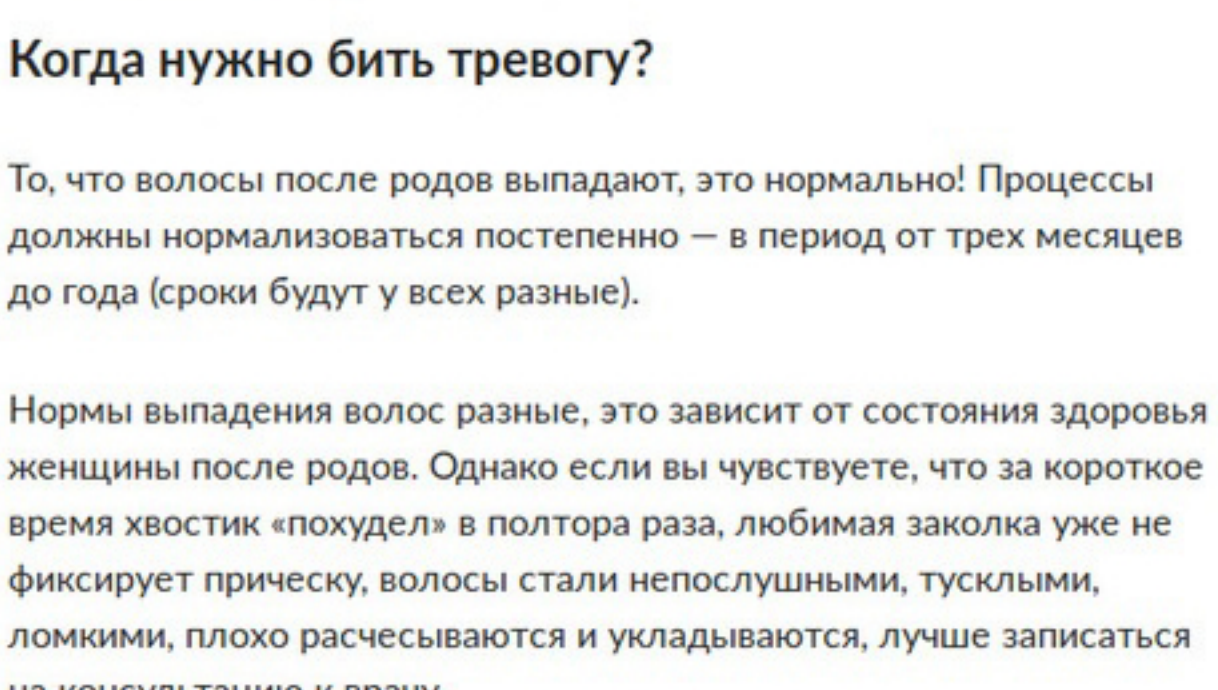 Когда нужно бить тревогу?
То, что волосы после родов выпадают, это нормально! Процессы
должны нормализоваться постепенно — в период от трех месяцев
до года (сроки будут у всех разные).
Нормы выпадения волос разные, это зависит от состояния здоровья
женщины после родов. Однако если вы чувствуете, что за короткое
время хвостик «похудел» в полтора раза, любимая заколка уже не
фиксирует прическу, волосы стали непослушными, тусклыми,
ломкими, плохо расчесываются и укладываются, лучше записаться
на консультацию к врачу.